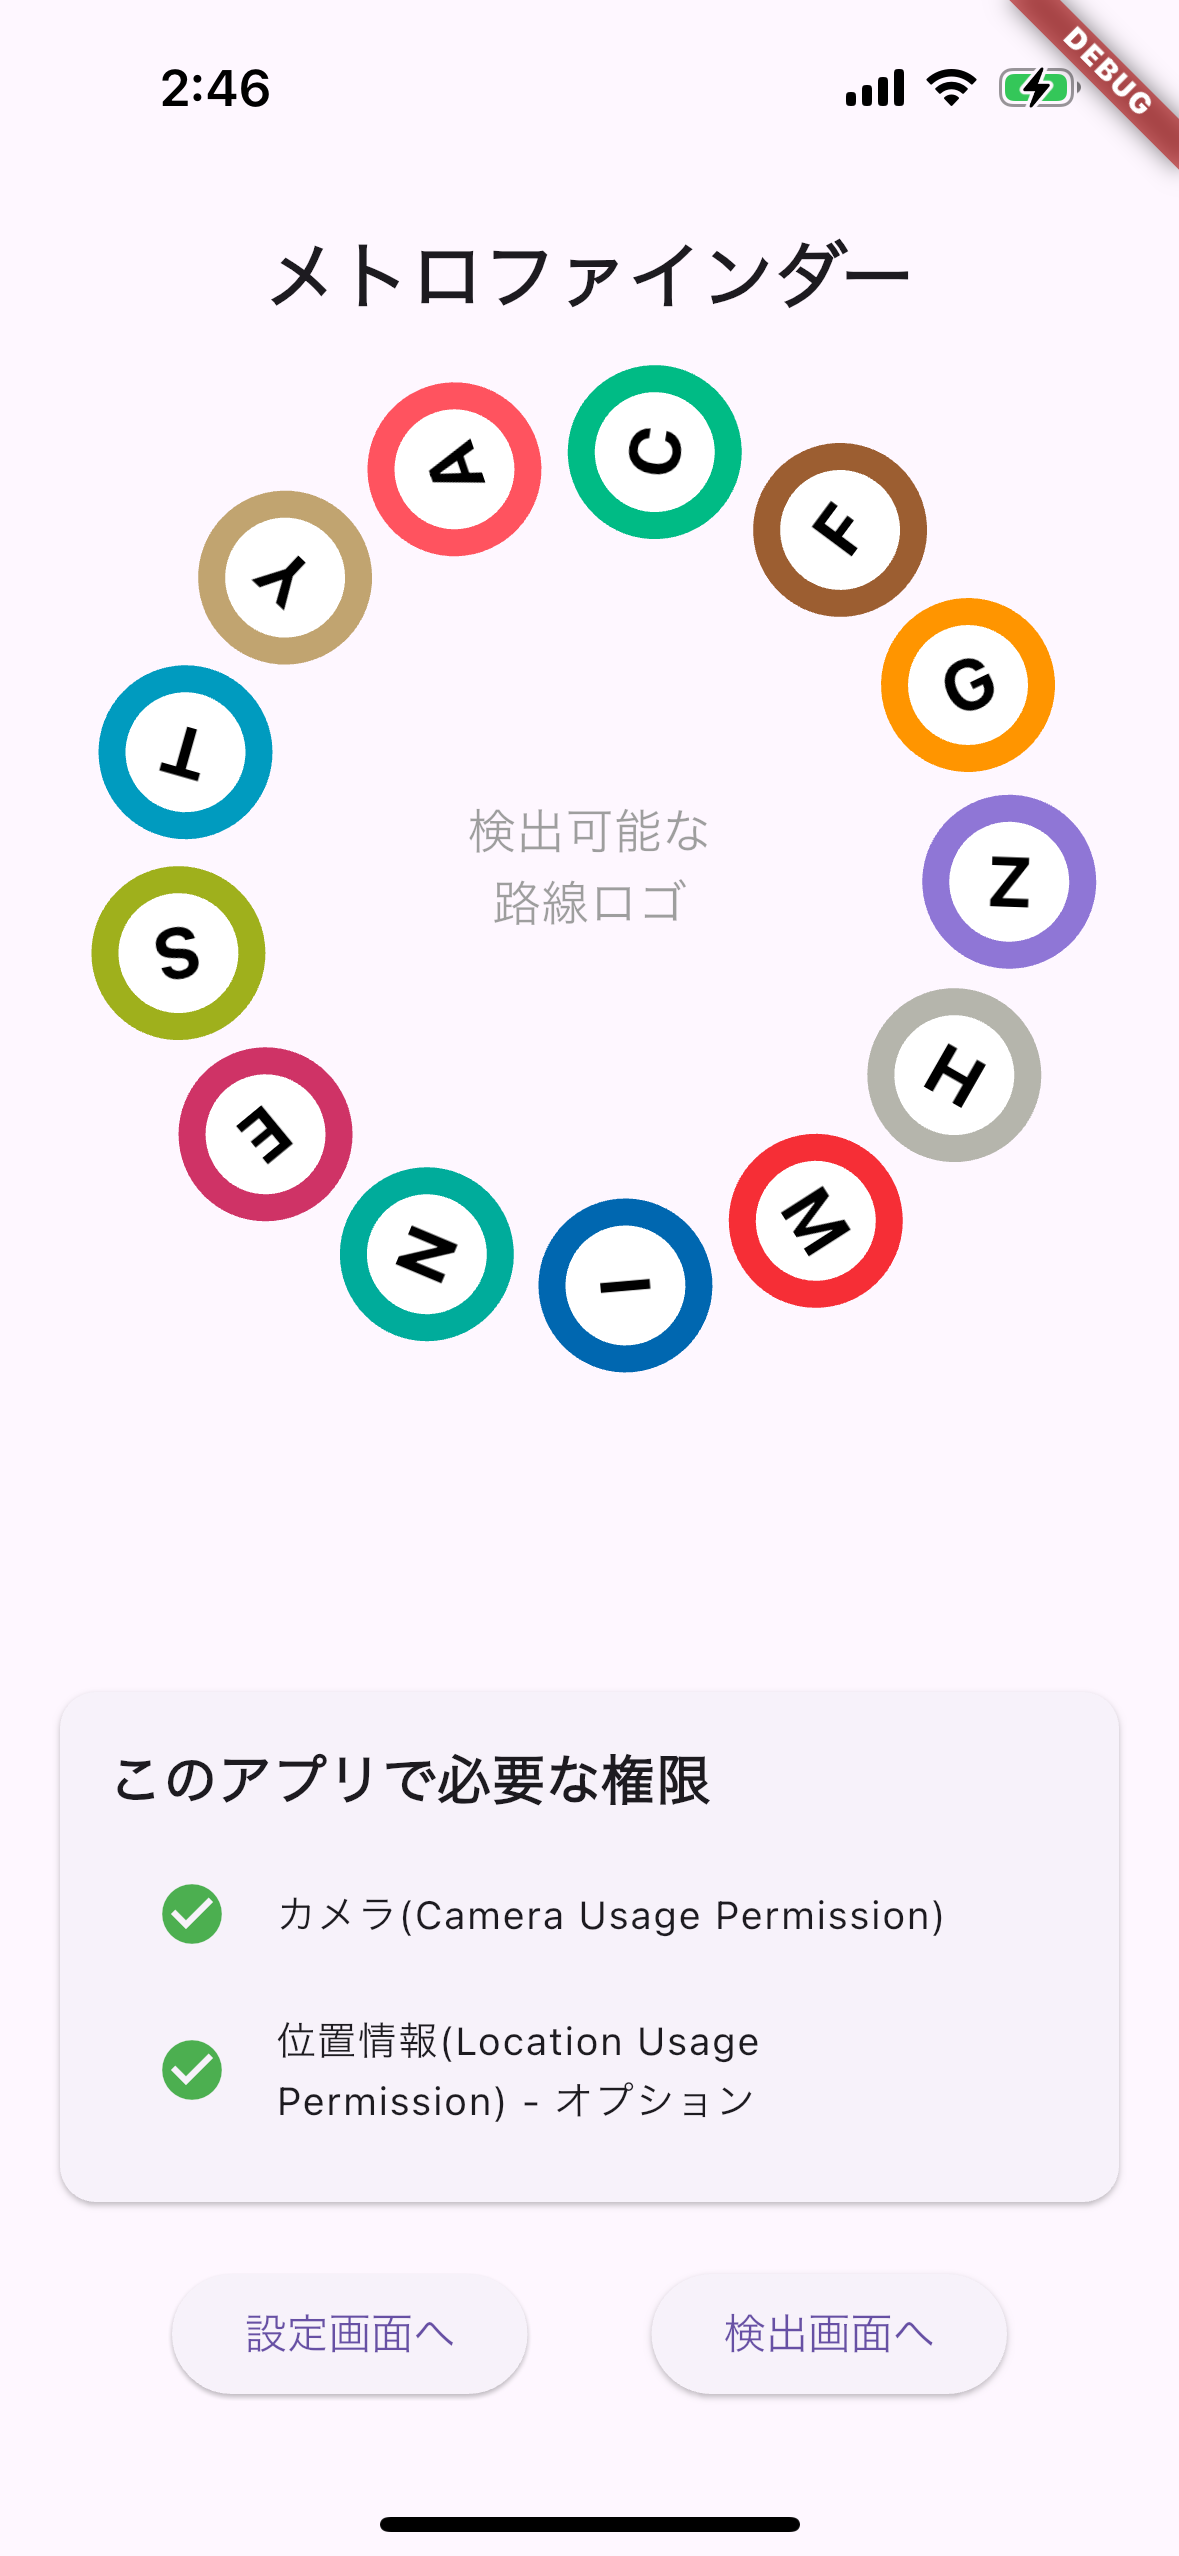 2:46
DEBUG
メトロファインダー
C
F
G
Z
H
M
I
N
E
S
T
Y
A
検出可能な
路線ロゴ
このアプリで必要な権限
カメラ(Camera Usage Permission)
位置情報(Location Usage
Permission) - オプション
設定画面へ
検出画面へ